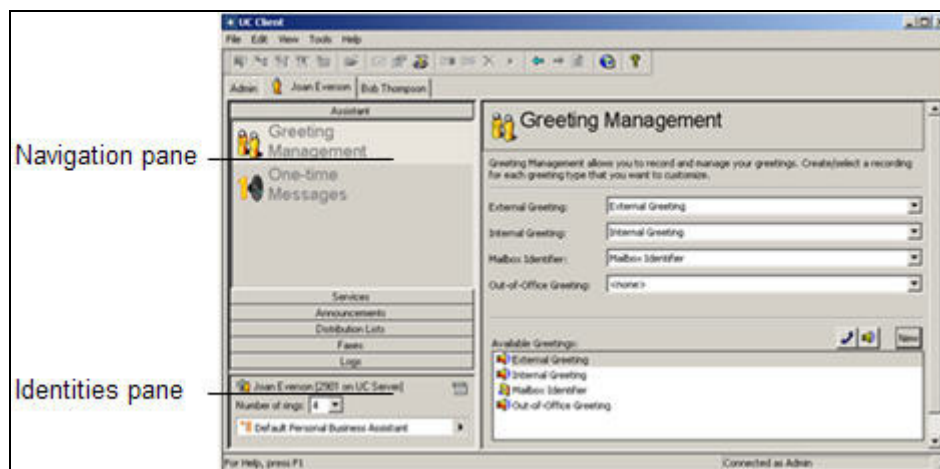 UC Client
File Edit View Tools Help
Admin Joan Everson Bob Thompson
Assistant
Greeting Management
One-time Messages
Services
Announcements
Distribution Lists
Faxes
Logs
Joan Everson [2901 on UC Server]
Number of rings: 4
Default Personal Business Assistant
Navigation pane
Identities pane
Greeting Management
Greeting Management allows you to record and manage your greetings. Create/select a recording
for each greeting type that you want to customize.
External Greeting: External Greeting
Internal Greeting: Internal Greeting
Mailbox Identifier: Mailbox Identifier
Out-of-Office Greeting: <none>
Available Greetings: New
External Greeting
Internal Greeting
Mailbox Identifier
Out-of-Office Greeting
For Help, press F1 Connected as Admin